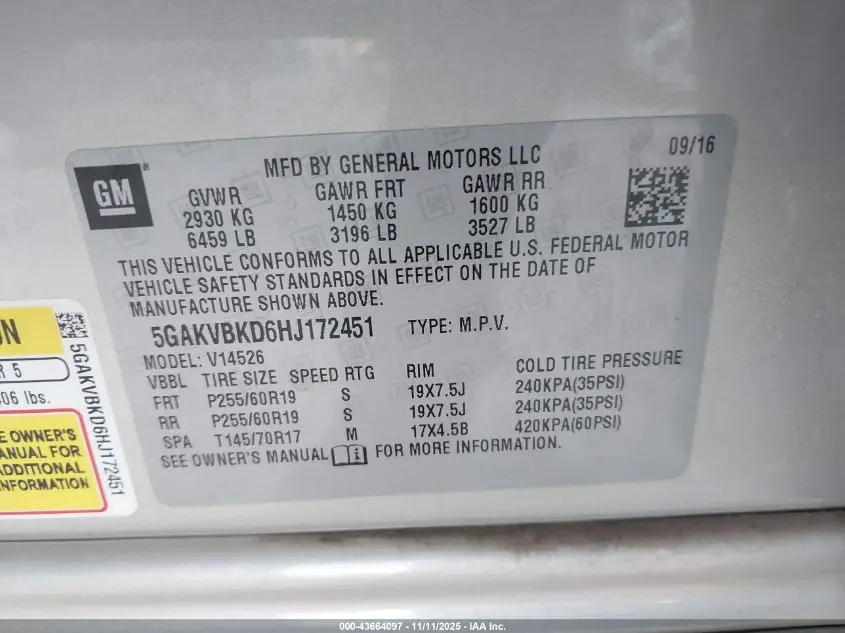 GM
®
MFD BY GENERAL MOTORS LLC
09/16
GVWR GAWR FRT GAWR RR
2930 KG 1450 KG 1600 KG
6459 LB 3196 LB 3527 LB
THIS VEHICLE CONFORMS TO ALL APPLICABLE U.S. FEDERAL MOTOR
VEHICLE SAFETY STANDARDS IN EFFECT ON THE DATE OF
MANUFACTURE SHOWN ABOVE.
5GAKVBKD6HJ172451 TYPE: M.P.V.
MODEL: V14526
VBBL TIRE SIZE SPEED RTG RIM COLD TIRE PRESSURE
FRT P255/60R19 S 19X7.5J 240KPA(35PSI)
RR P255/60R19 S 19X7.5J 240KPA(35PSI)
SPA T145/70R17 M 17X4.5B 420KPA(60PSI)
SEE OWNER'S MANUAL FOR MORE INFORMATION.
ON
R 5
06 lbs.
E OWNER'S
ANUAL FOR
ADDITIONAL
NFORMATION
5GAKVBKD6HJ172451
000-43664097 - 11/11/2025 - IAA Inc.